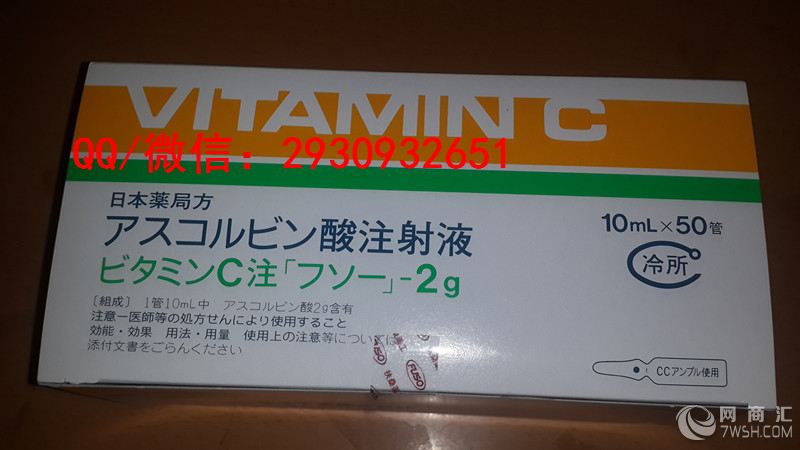 VITAMIN C
QQ/微信：2930932651
日本薬局方
アスコルビン酸注射液
ビタミンC注「フソー」-2g
10mL×50管
冷所
〔組成〕1管10mL中 アスコルビン酸2g含有
注意-医師等の処方せんにより使用すること
効能・効果 用法・用量 使用上の注意等については
添付文書をごらんください
FUSO
CCアンプル使用
网商汇
7WSH.COM